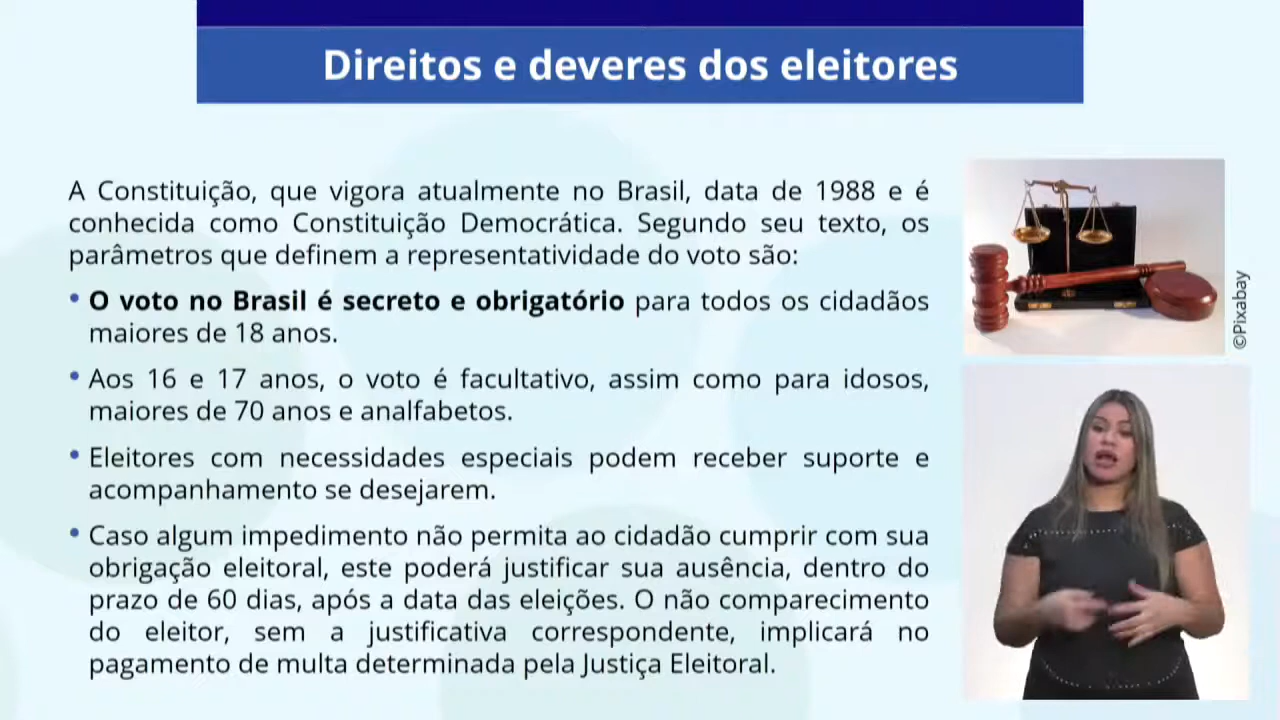 Direitos e deveres dos eleitores
A Constituição, que vigora atualmente no Brasil, data de 1988 e é
conhecida como Constituição Democrática. Segundo seu texto, os
parâmetros que definem a representatividade do voto são:
• O voto no Brasil é secreto e obrigatório para todos os cidadãos
maiores de 18 anos.
• Aos 16 e 17 anos, o voto é facultativo, assim como para idosos,
maiores de 70 anos e analfabetos.
• Eleitores com necessidades especiais podem receber suporte e
acompanhamento se desejarem.
• Caso algum impedimento não permita ao cidadão cumprir com sua
obrigação eleitoral, este poderá justificar sua ausência, dentro do
prazo de 60 dias, após a data das eleições. O não comparecimento
do eleitor, sem a justificativa correspondente, implicará no
pagamento de multa determinada pela Justiça Eleitoral.
©Pixabay